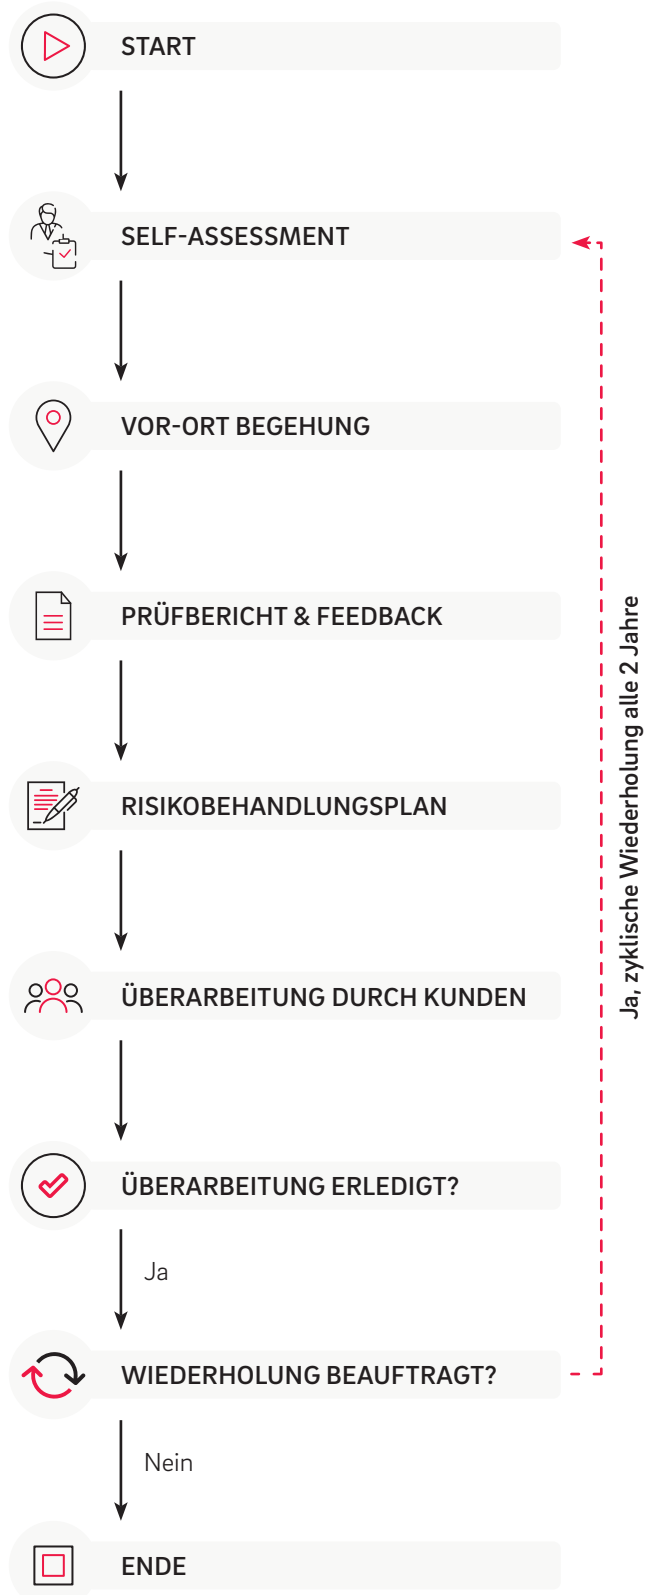 START
SELF-ASSESSMENT
VOR-ORT BEGEHUNG
PRÜFBERICHT & FEEDBACK
RISIKOBEHANDLUNGSPLAN
ÜBERARBEITUNG DURCH KUNDEN
ÜBERARBEITUNG ERLEDIGT?
Ja
WIEDERHOLUNG BEAUFTRAGT?
Ja, zyklische Wiederholung alle 2 Jahre
Nein
ENDE